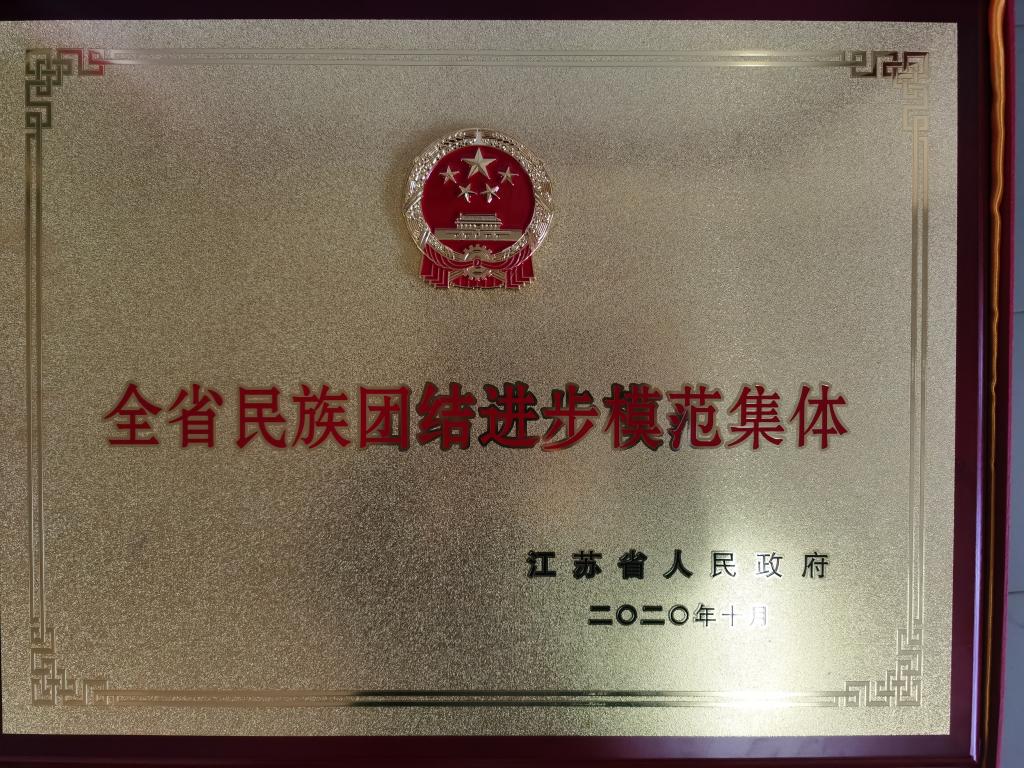 全省民族团结进步模范集体
江苏省人民政府
二〇二〇年十月